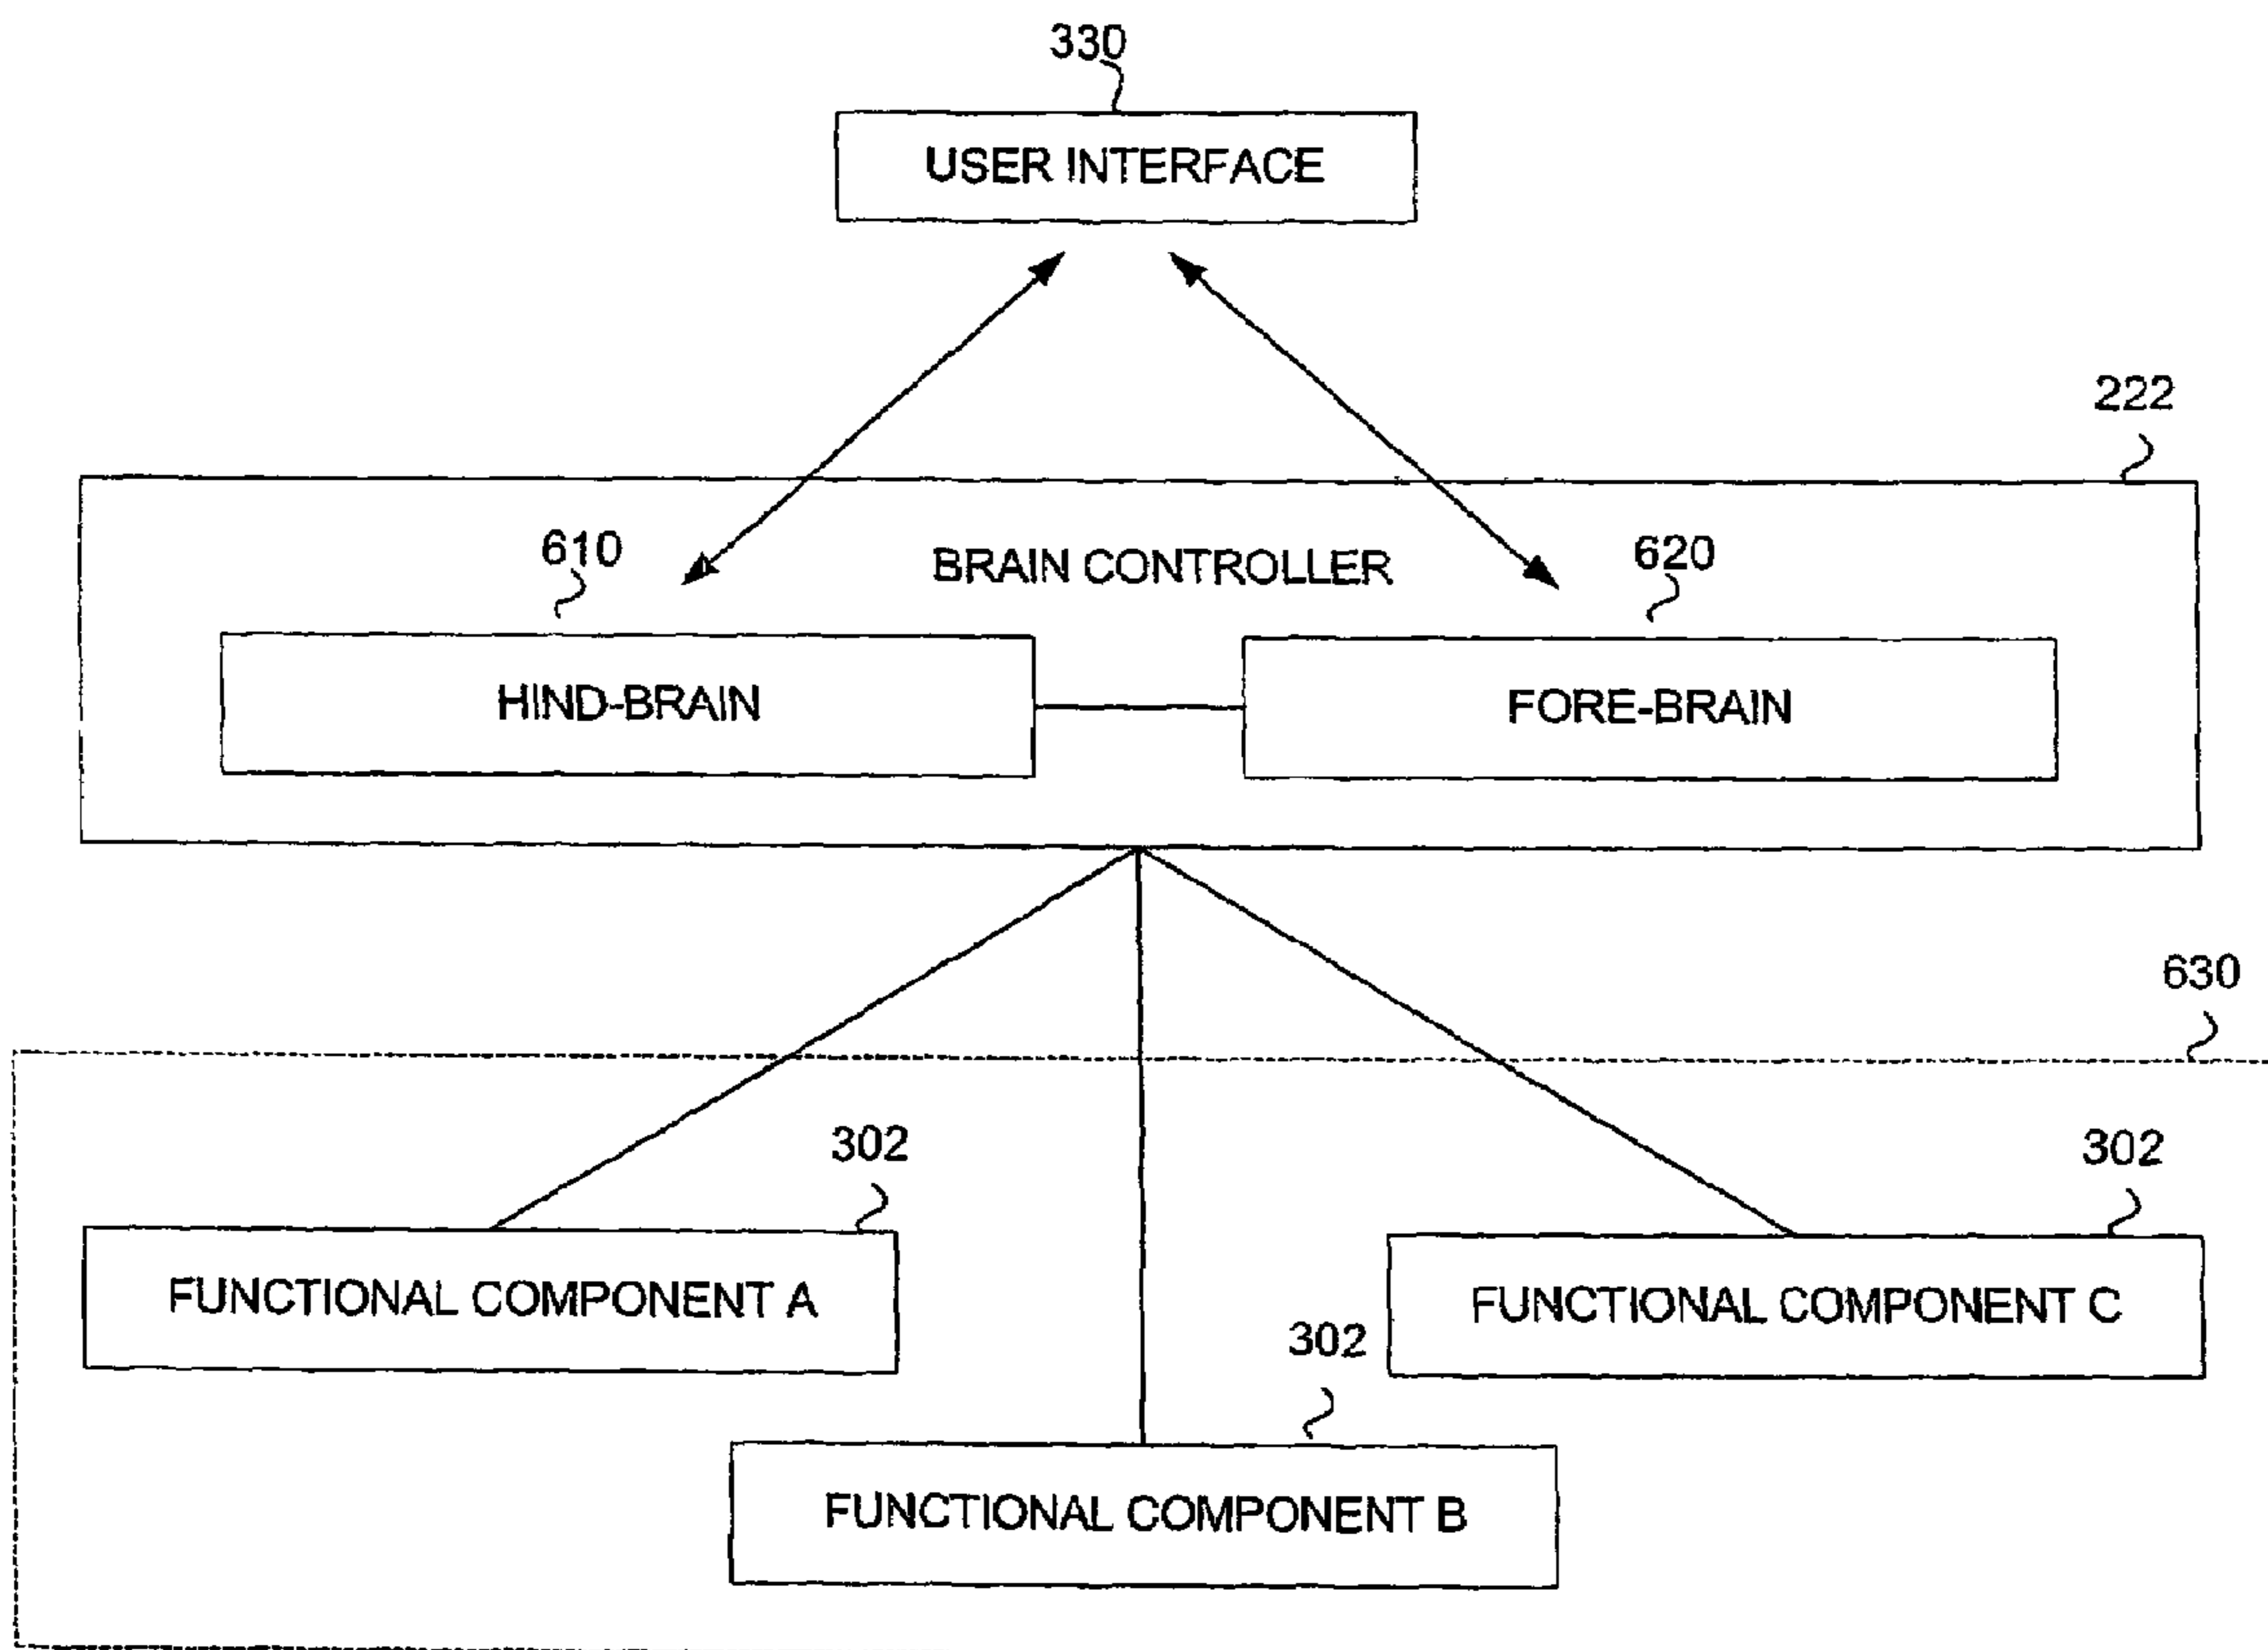 330
USER INTERFACE
222
610
BRAIN CONTROLLER
620
HIND-BRAIN
FORE-BRAIN
630
302
302
FUNCTIONAL COMPONENT A
FUNCTIONAL COMPONENT C
302
FUNCTIONAL COMPONENT B